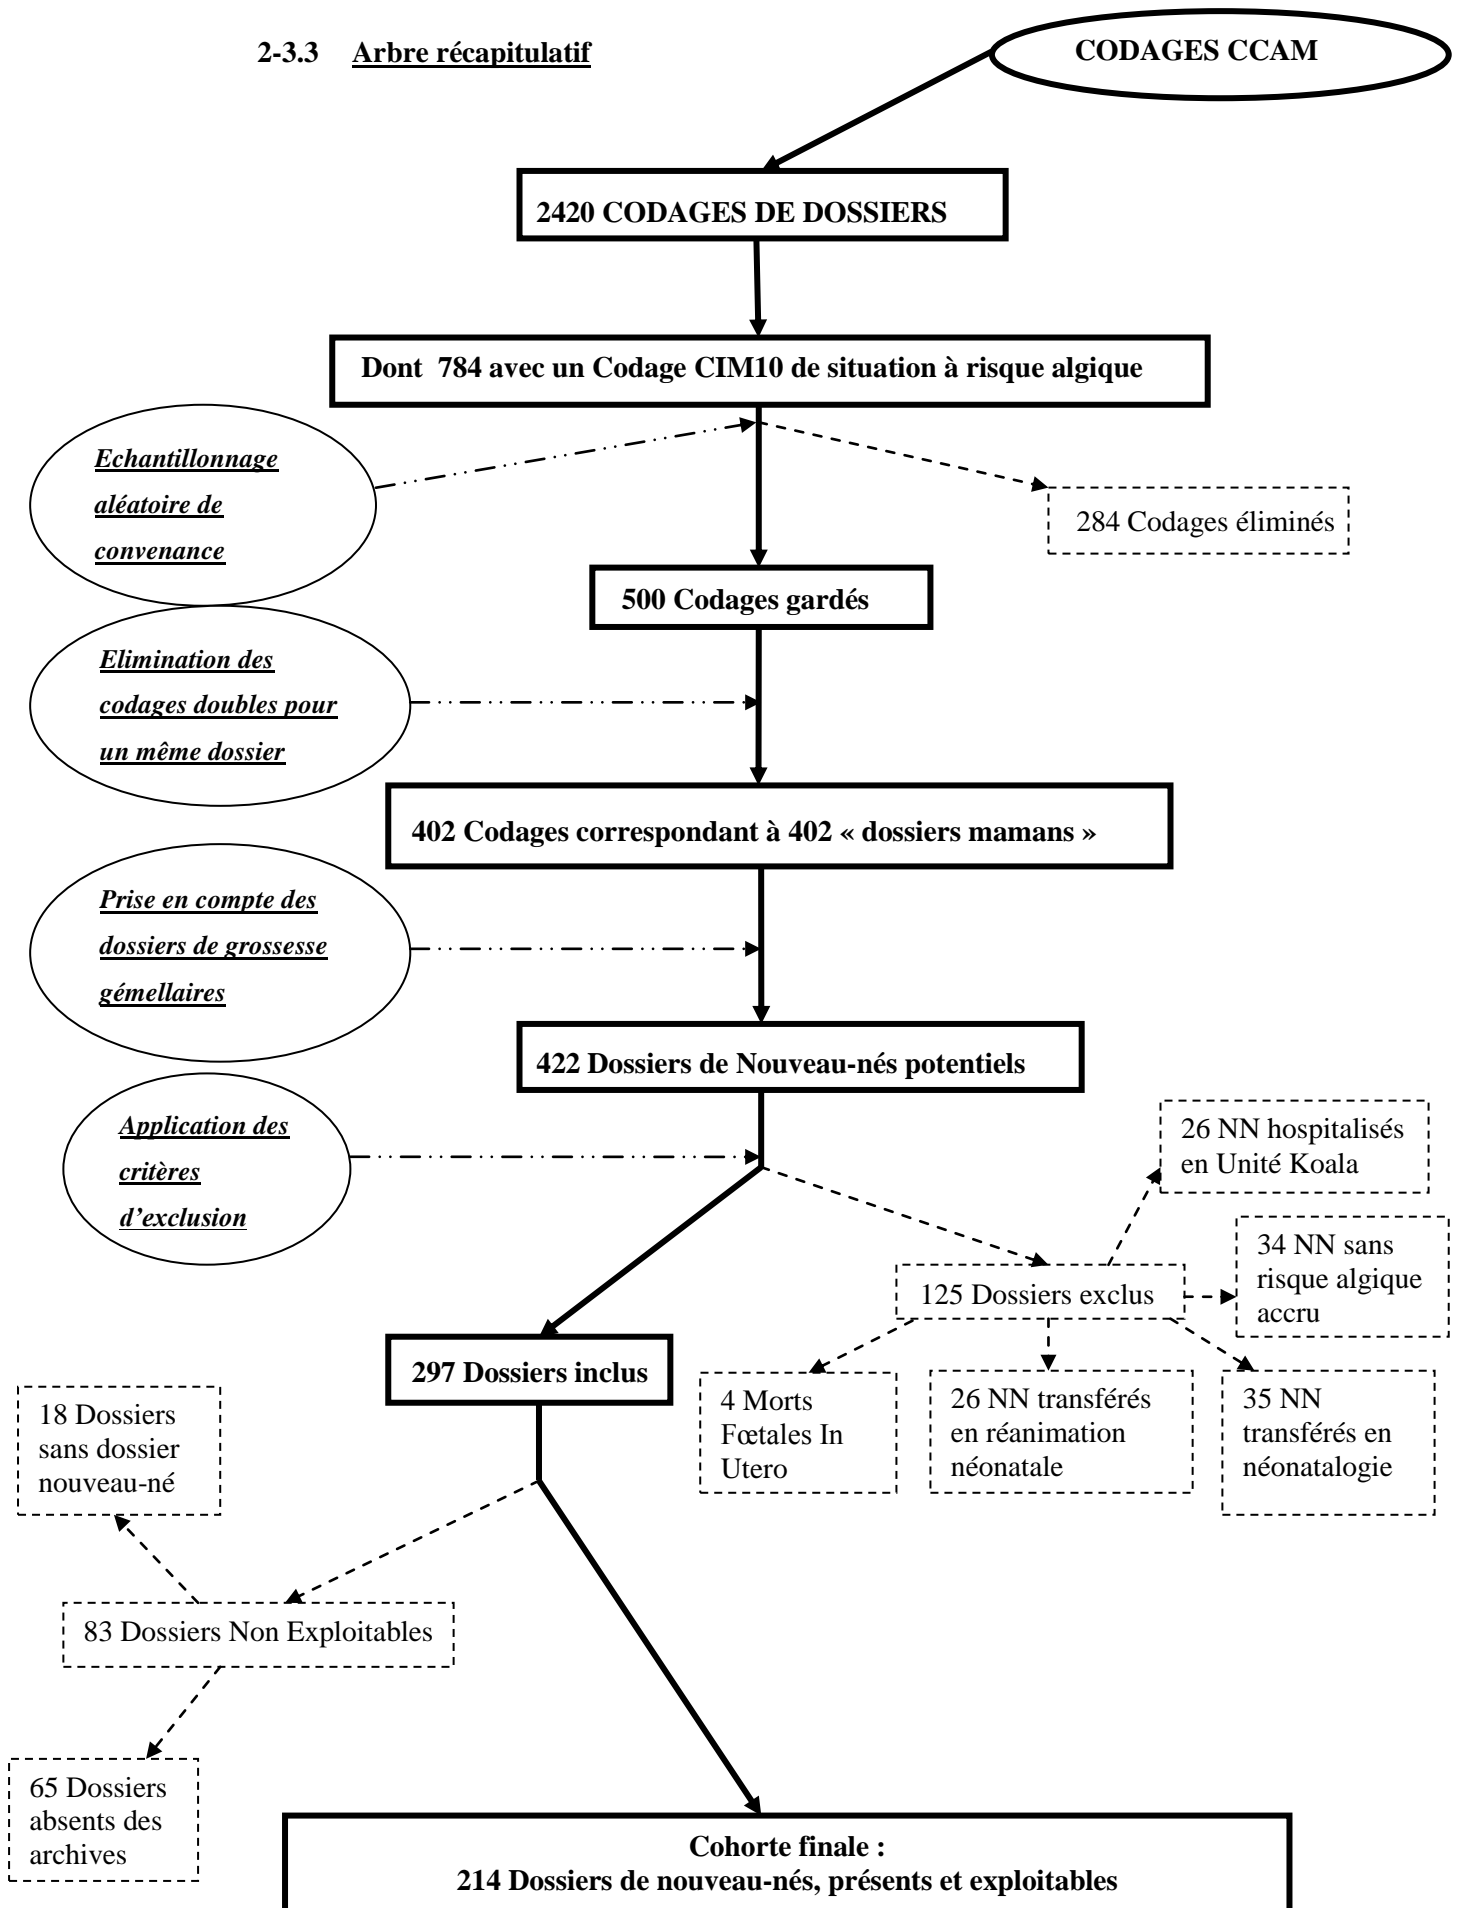 2-3.3 Arbre récapitulatif
CODAGES CCAM
2420 CODAGES DE DOSSIERS
Dont 784 avec un Codage CIM10 de situation à risque algique
Echantillonnage
aléatoire de
convenance
284 Codages éliminés
500 Codages gardés
Elimination des
codages doubles pour
un même dossier
402 Codages correspondant à 402 « dossiers mamans »
Prise en compte des
dossiers de grossesse
gémellaires
422 Dossiers de Nouveau-nés potentiels
Application des
critères
d’exclusion
26 NN hospitalisés
en Unité Koala
34 NN sans
risque algique
accru
125 Dossiers exclus
297 Dossiers inclus
4 Morts
Fœtales In
Utero
26 NN transférés
en réanimation
néonatale
35 NN
transférés en
néonatalogie
18 Dossiers
sans dossier
nouveau-né
83 Dossiers Non Exploitables
65 Dossiers
absents des
archives
Cohorte finale :
214 Dossiers de nouveau-nés, présents et exploitables